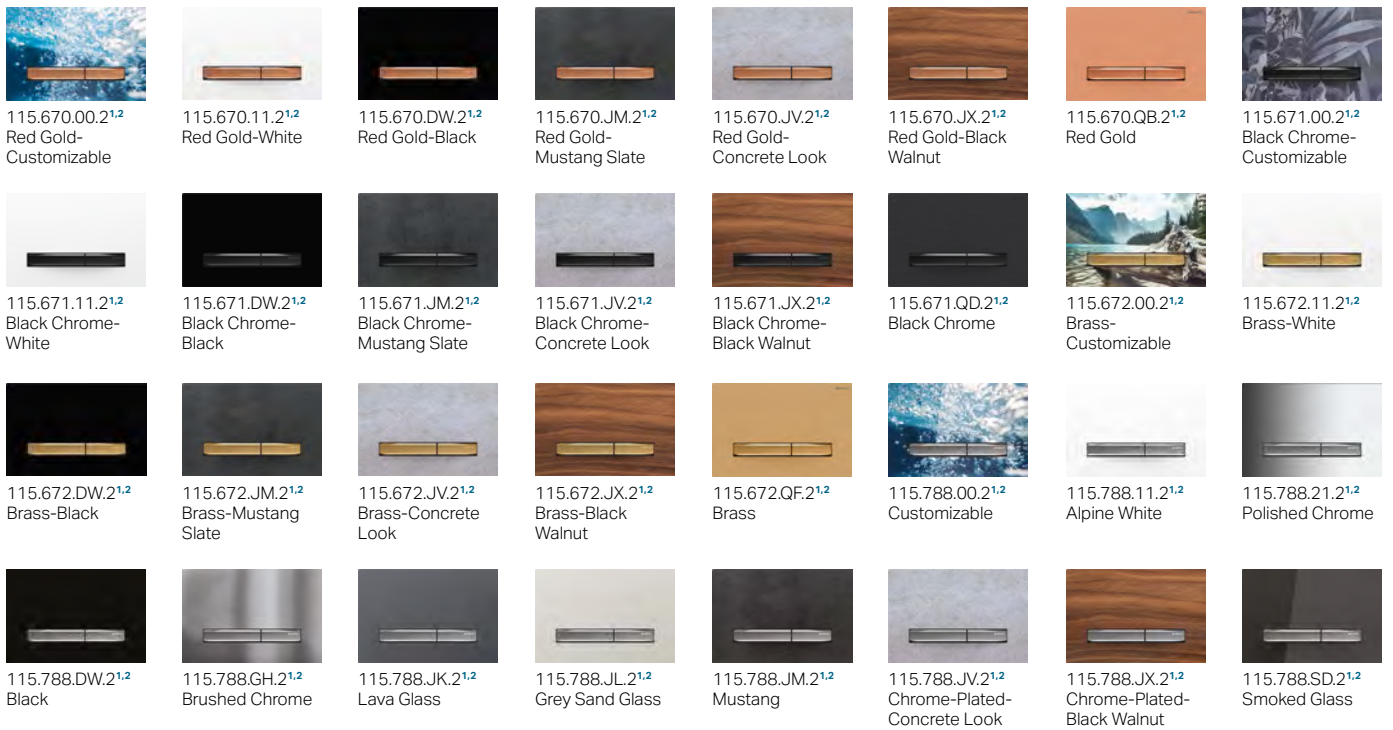 115.670.00.2¹,²
Red Gold-
Customizable
115.670.11.2¹,²
Red Gold-White
115.670.DW.2¹,²
Red Gold-Black
115.670.JM.2¹,²
Red Gold-
Mustang Slate
115.670.JV.2¹,²
Red Gold-
Concrete Look
115.670.JX.2¹,²
Red Gold-Black
Walnut
115.670.QB.2¹,²
Red Gold
115.671.00.2¹,²
Black Chrome-
Customizable
115.671.11.2¹,²
Black Chrome-
White
115.671.DW.2¹,²
Black Chrome-
Black
115.671.JM.2¹,²
Black Chrome-
Mustang Slate
115.671.JV.2¹,²
Black Chrome-
Concrete Look
115.671.JX.2¹,²
Black Chrome-
Black Walnut
115.671.QD.2¹,²
Black Chrome
115.672.00.2¹,²
Brass-
Customizable
115.672.11.2¹,²
Brass-White
115.672.DW.2¹,²
Brass-Black
115.672.JM.2¹,²
Brass-Mustang
Slate
115.672.JV.2¹,²
Brass-Concrete
Look
115.672.JX.2¹,²
Brass-Black
Walnut
115.672.QF.2¹,²
Brass
115.788.00.2¹,²
Customizable
115.788.11.2¹,²
Alpine White
115.788.21.2¹,²
Polished Chrome
115.788.DW.2¹,²
Black
115.788.GH.2¹,²
Brushed Chrome
115.788.JK.2¹,²
Lava Glass
115.788.JL.2¹,²
Grey Sand Glass
115.788.JM.2¹,²
Mustang
115.788.JV.2¹,²
Chrome-Plated-
Concrete Look
115.788.JX.2¹,²
Chrome-Plated-
Black Walnut
115.788.SD.2¹,²
Smoked Glass